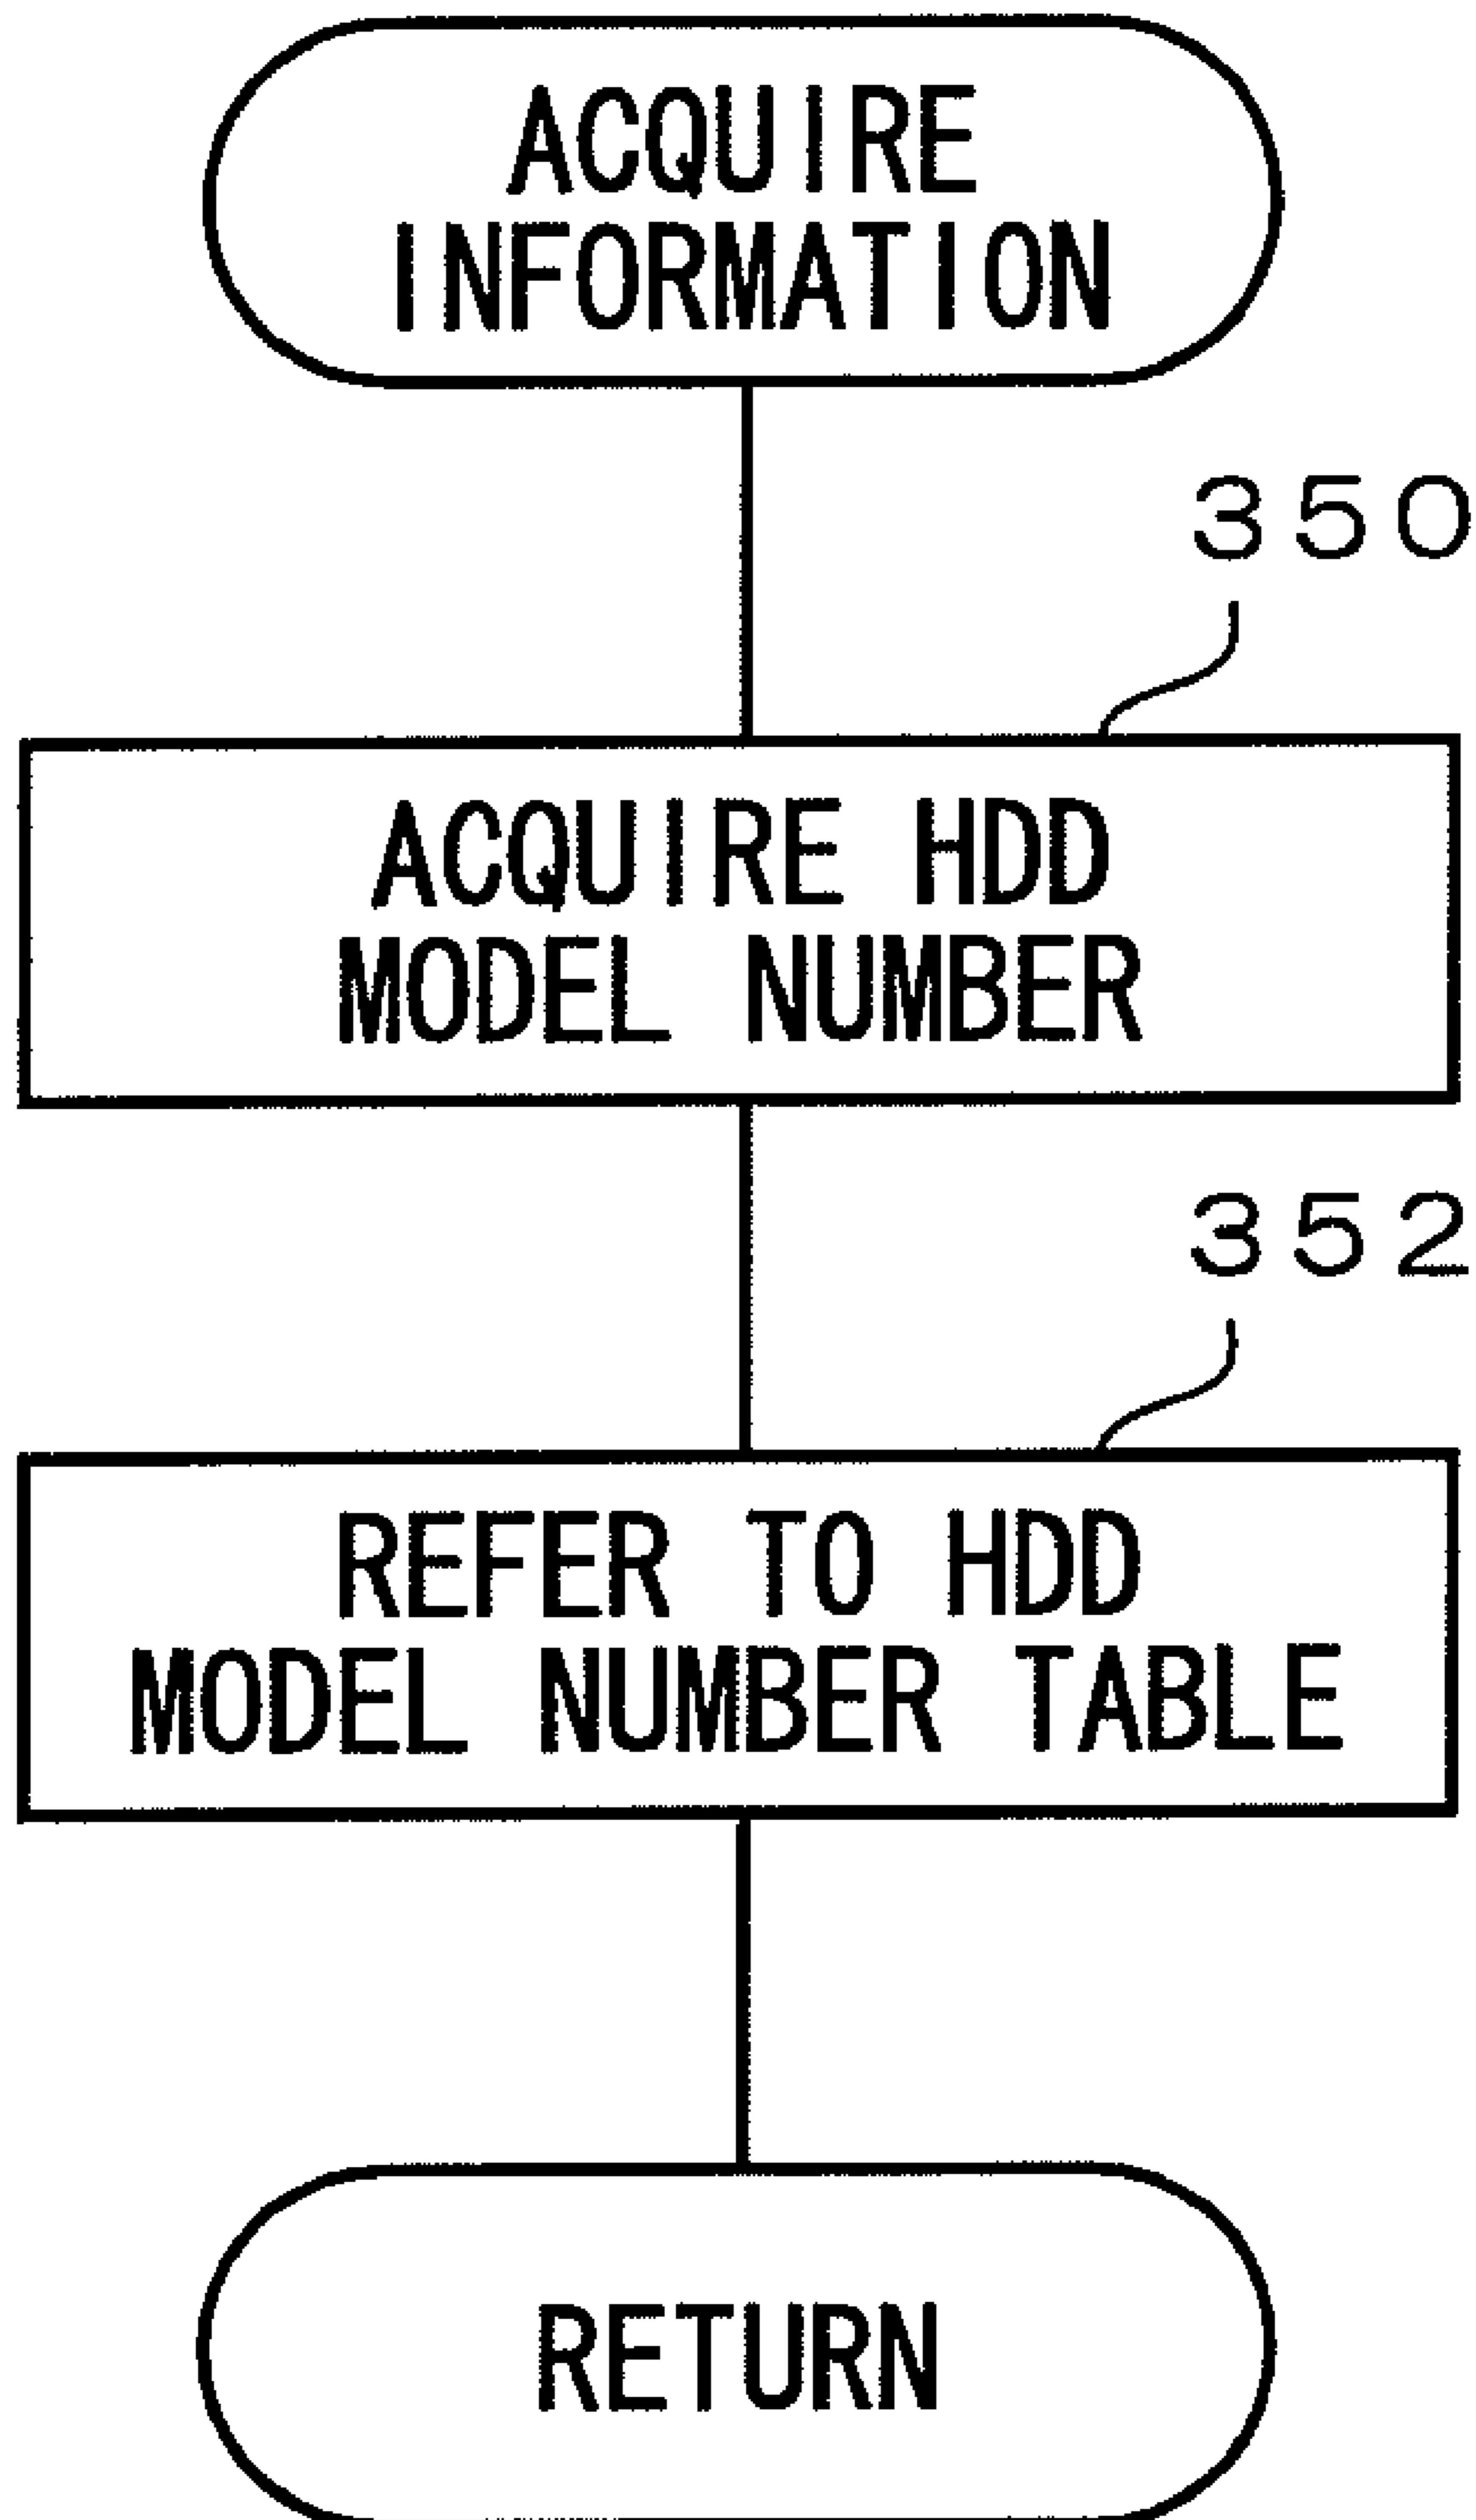 ACQUIRE
INFORMATION
350
ACQUIRE HDD
MODEL NUMBER
352
REFER TO HDD
MODEL NUMBER TABLE
RETURN